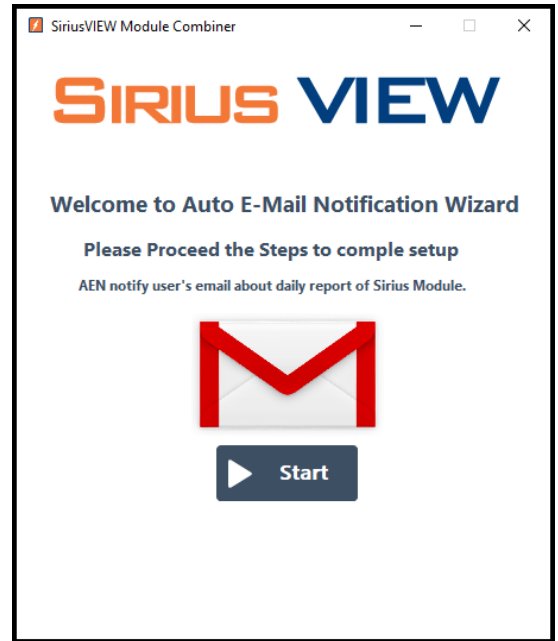 SiriusVIEW Module Combiner
SIRIUS VIEW
Welcome to Auto E-Mail Notification Wizard
Please Proceed the Steps to comple setup
AEN notify user's email about daily report of Sirius Module.
Start